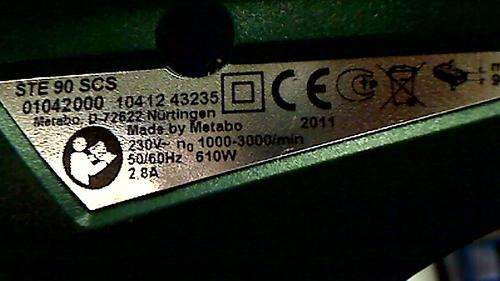 STE 90 SCS
01042000 10412 43235
Metabo, D-72622 Nürtingen
Made by Metabo 2011
230V~ n0 1000-3000/min
50/60Hz 610W
2.8A
CE